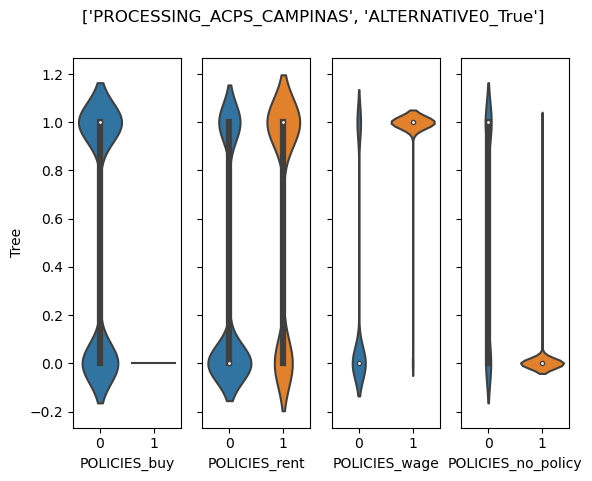 ['PROCESSING_ACPS_CAMPINAS', 'ALTERNATIVE0_True']
Tree
1.2
1.0
0.8
0.6
0.4
0.2
0.0
−0.2
0 1 0 1 0 1 0 1
POLICIES_buy POLICIES_rent POLICIES_wage POLICIES_no_policy